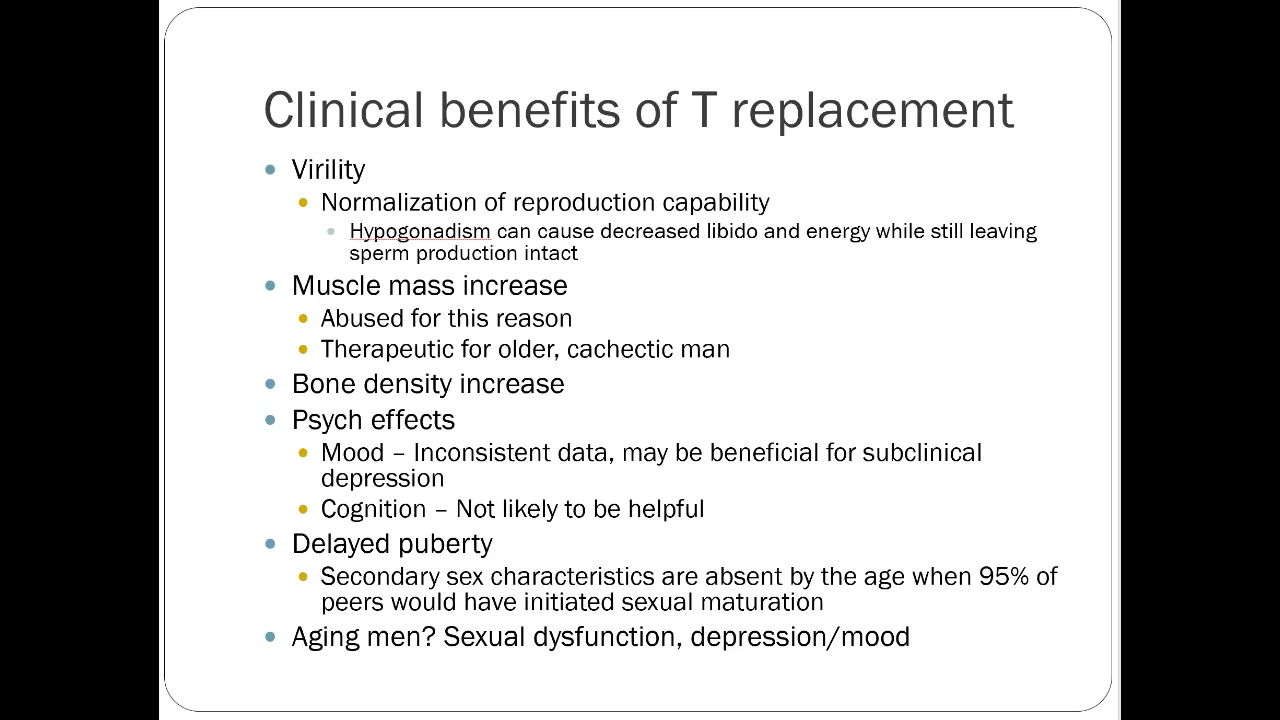 Clinical benefits of T replacement
Virility
Normalization of reproduction capability
Hypogonadism can cause decreased libido and energy while still leaving
sperm production intact
Muscle mass increase
Abused for this reason
Therapeutic for older, cachectic man
Bone density increase
Psych effects
Mood – Inconsistent data, may be beneficial for subclinical
depression
Cognition – Not likely to be helpful
Delayed puberty
Secondary sex characteristics are absent by the age when 95% of
peers would have initiated sexual maturation
Aging men? Sexual dysfunction, depression/mood